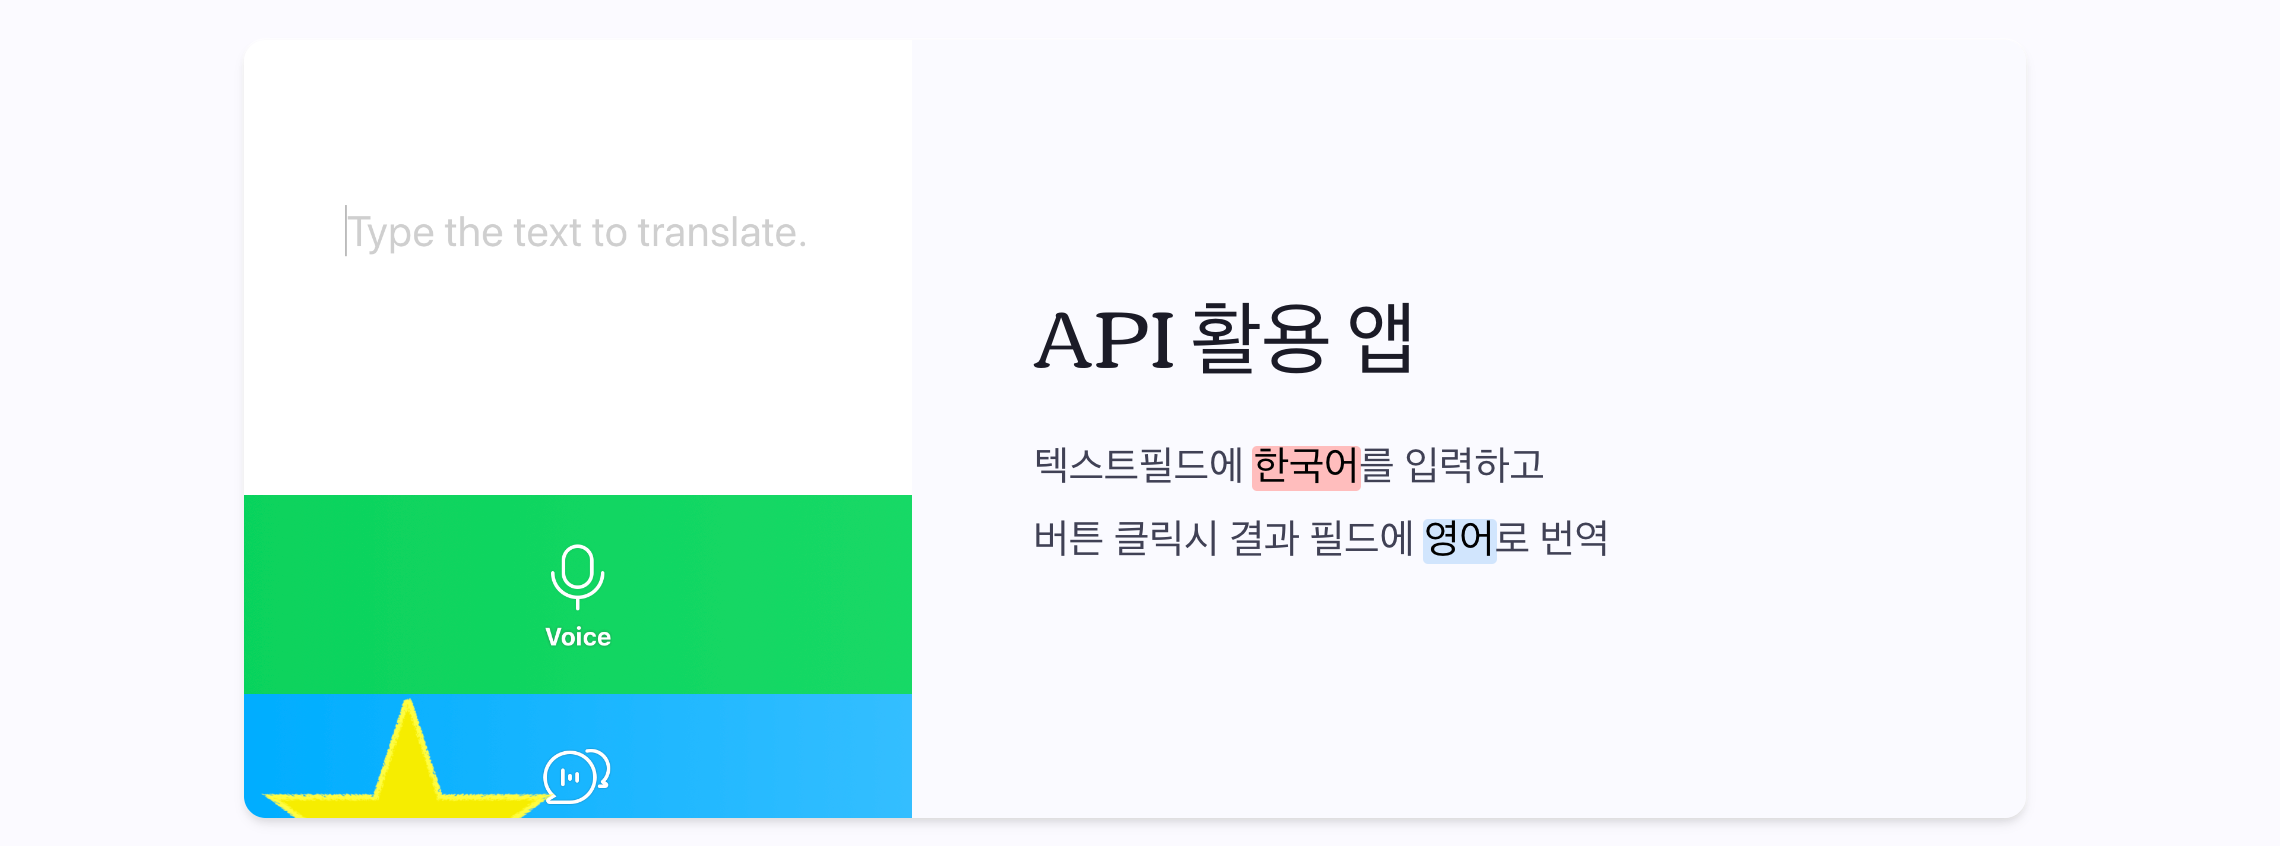 Type the text to translate.
Voice
API 활용 앱
텍스트필드에 한국어를 입력하고
버튼 클릭시 결과 필드에 영어로 번역